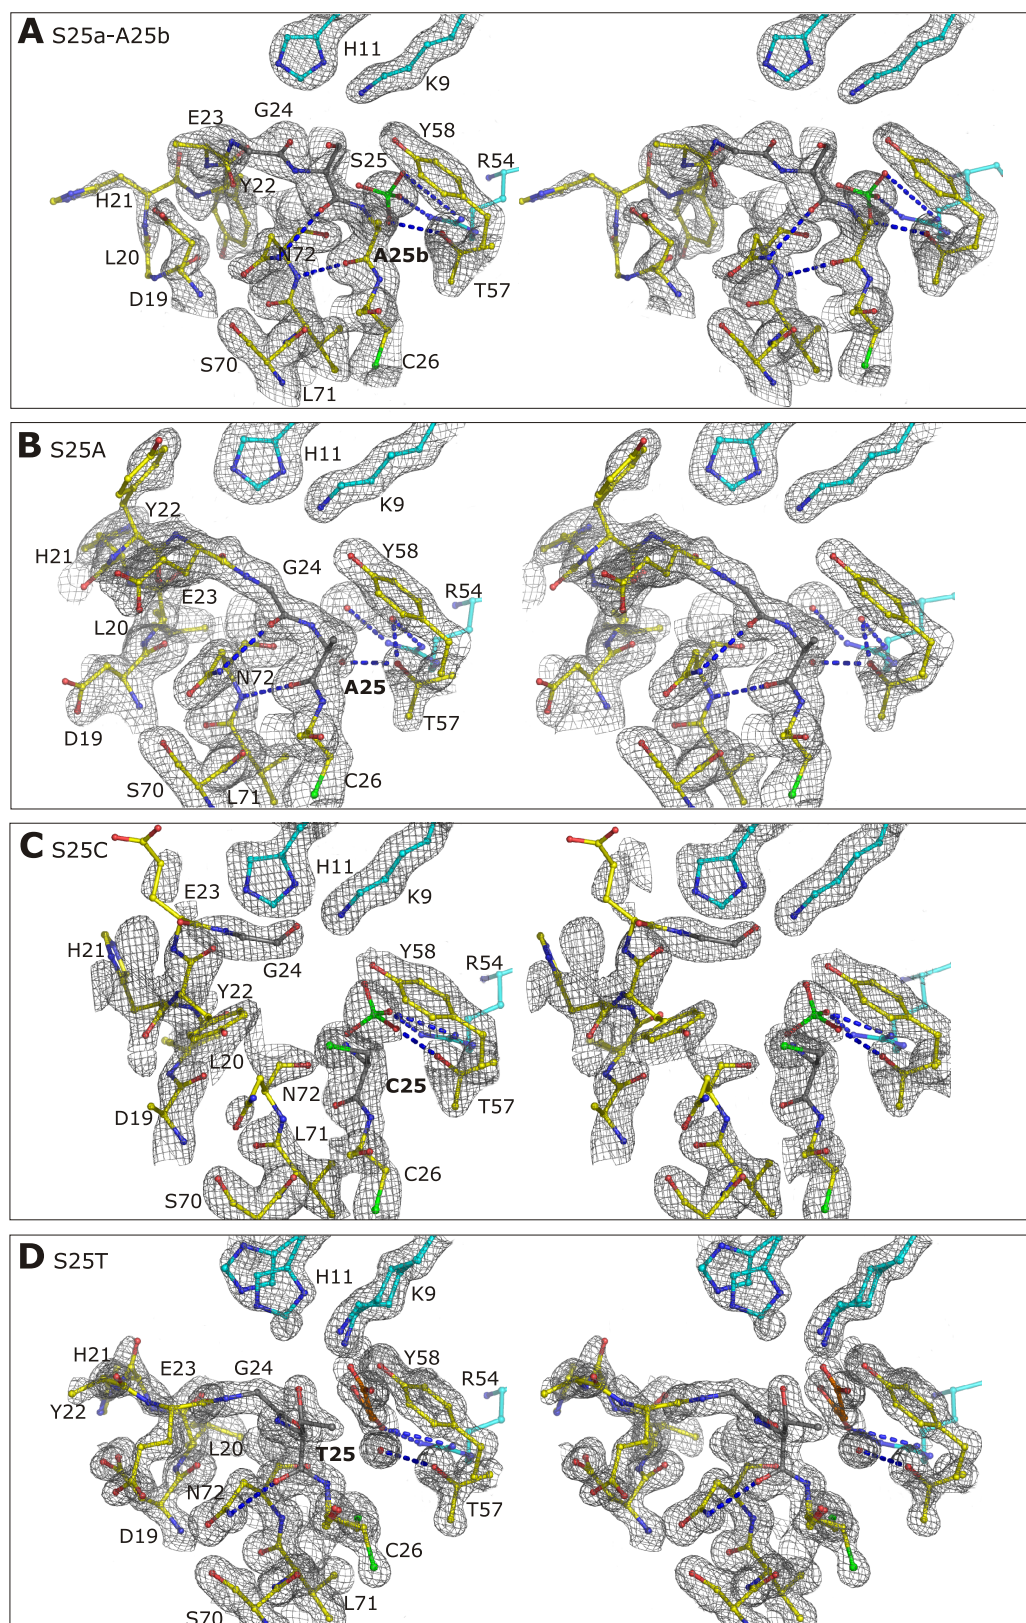 A S25a-A25b
H11
K9
E23
G24
Y58
S25
R54
Y22
H21
L20
N72
A25b
D19
T57
S70
C26
L71
B S25A
H11
K9
Y22
H21
Y58
G24
R54
E23
L20
N72
A25
D19
T57
C26
S70
L71
C S25C
H11
E23
K9
H21
G24
Y58
R54
Y22
L20
N72
C25
D19
T57
L71
C26
S70
D S25T
H11
K9
H21
E23
G24
Y58
R54
Y22
L20
T25
N72
T57
D19
C26
L71
S70